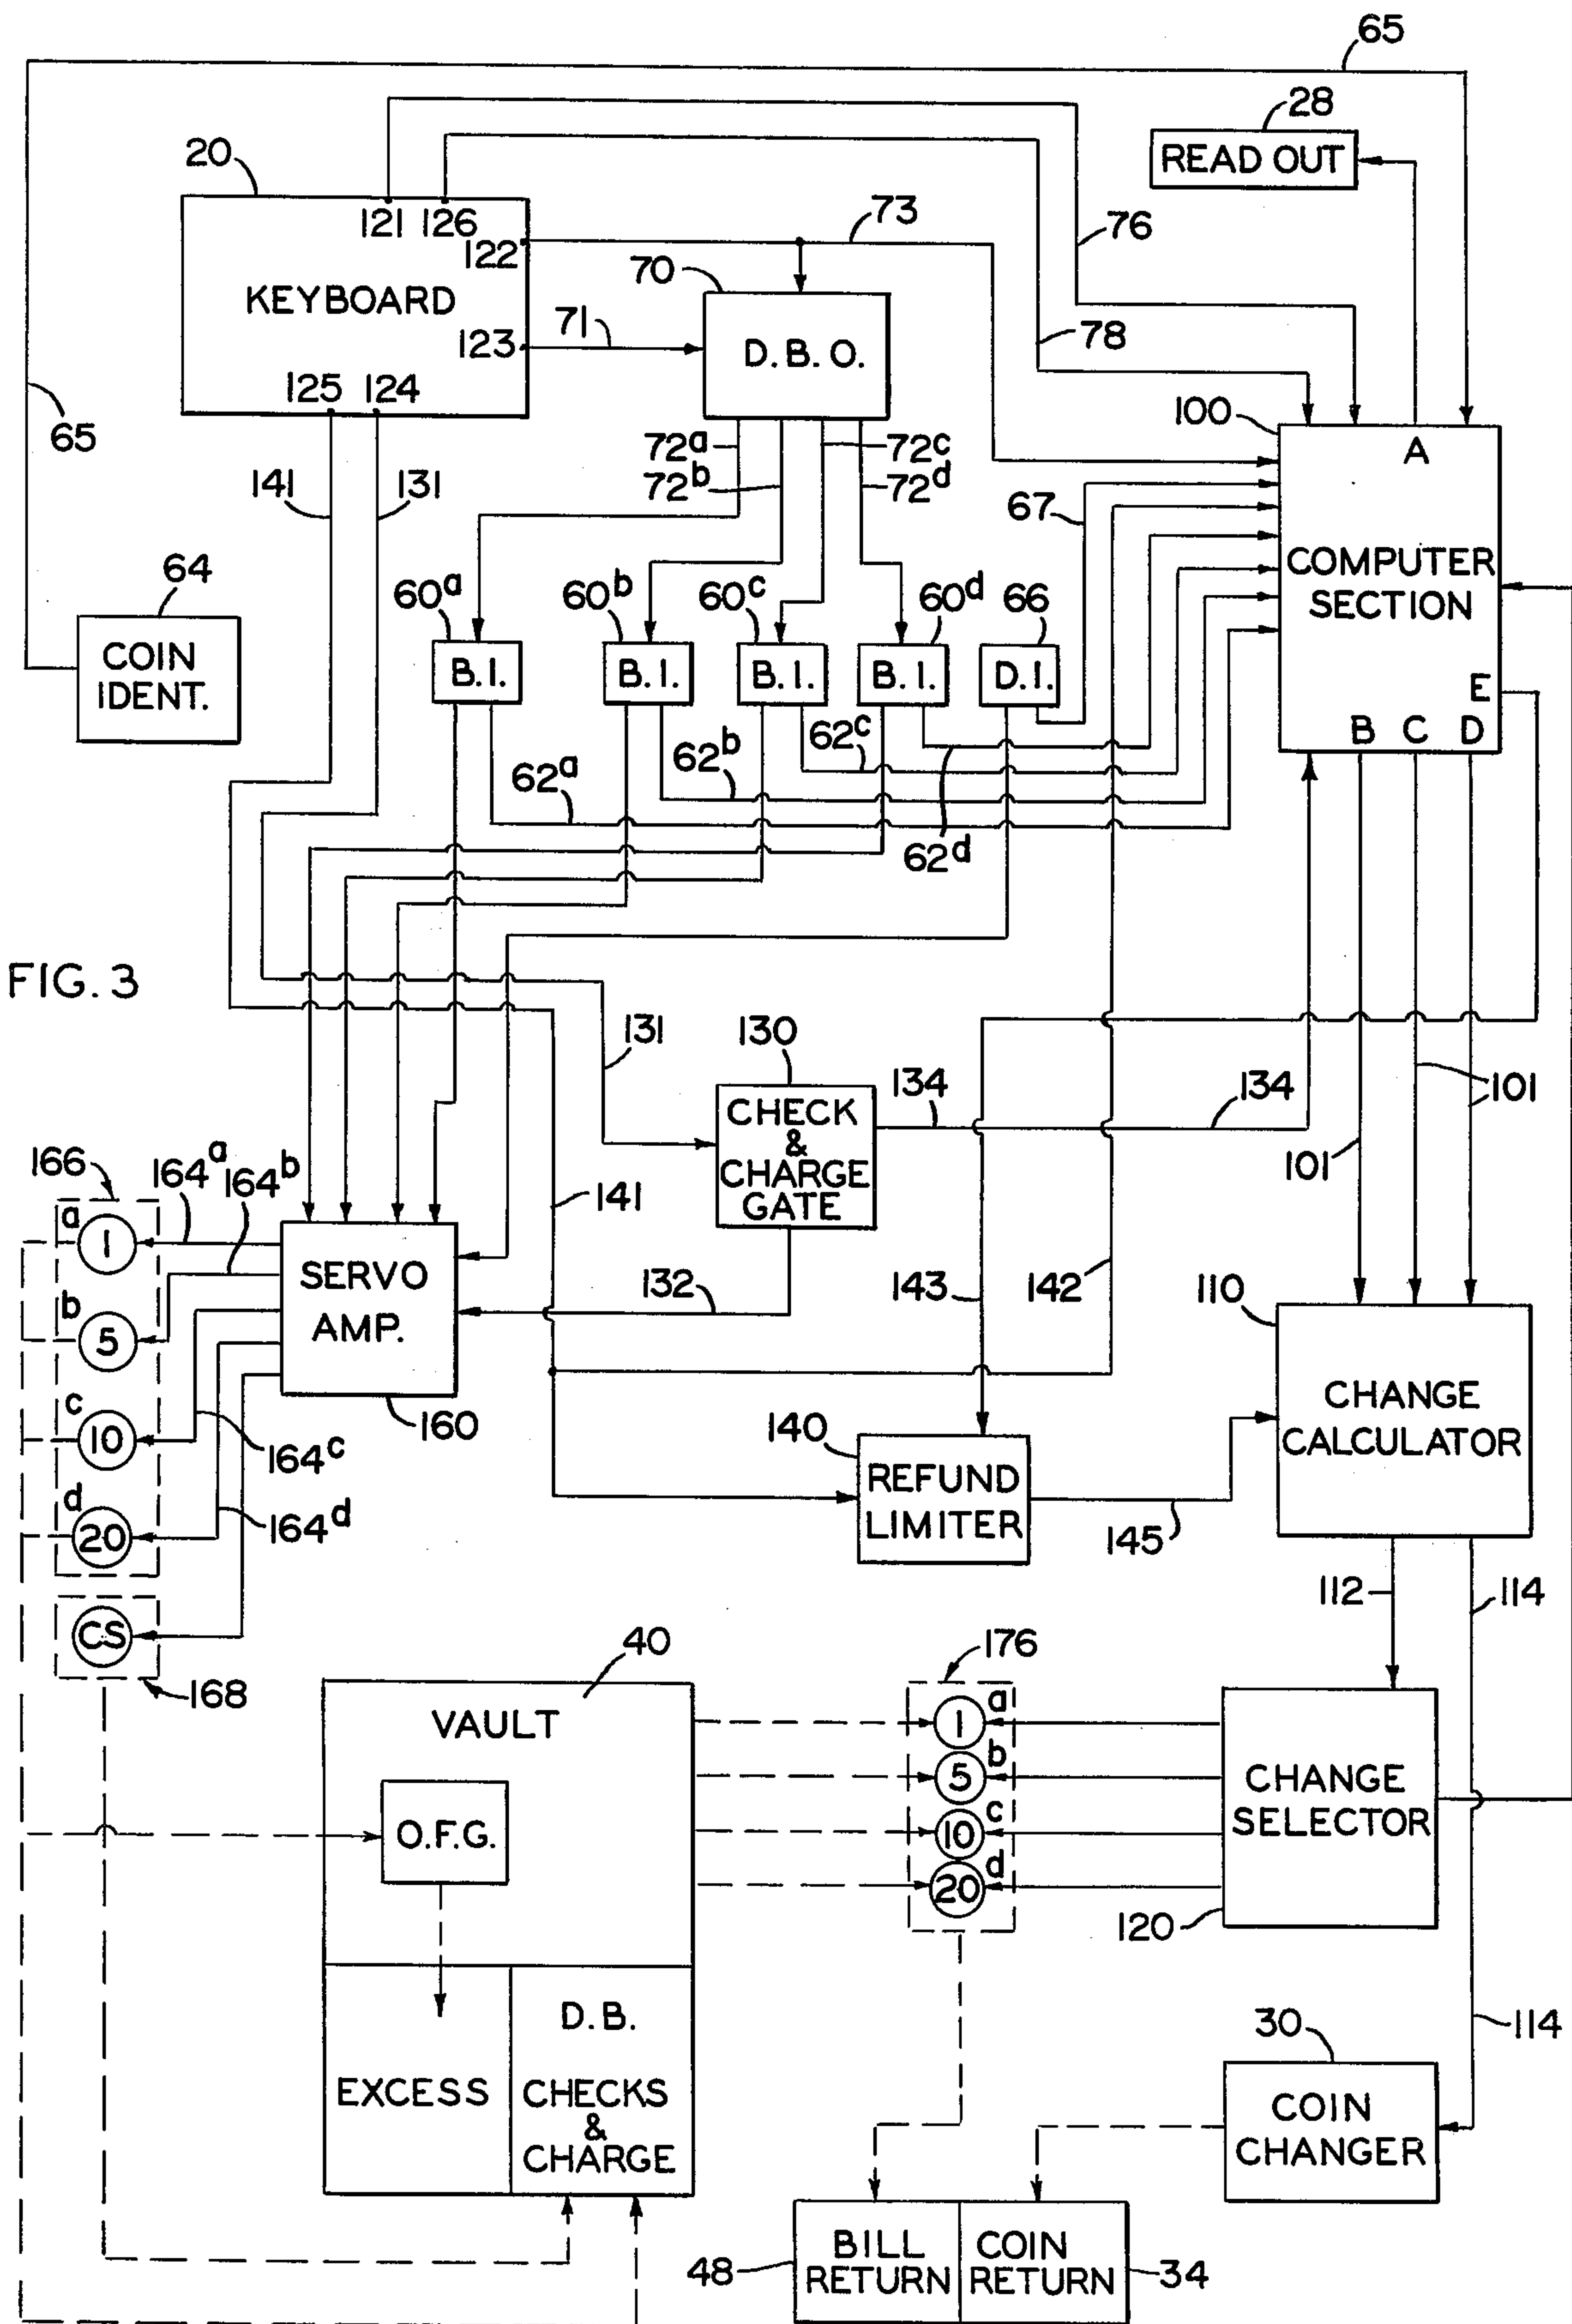 65
28
READ OUT
20
121 126
122
73
76
KEYBOARD
70
71
123
D. B. O.
78
125 124
65
100
A
72a
72c
72b
72d
141
131
67
64
COMPUTER
SECTION
60a
60b
60c
60d
66
COIN
IDENT.
B. I.
B. I.
B. I.
B. I.
D. I.
E
B C D
62a
62b
62c
62d
FIG. 3
131
130
134
134
101
101
CHECK
&
CHARGE
GATE
166
164a
164b
141
a
1
SERVO
AMP.
132
143
142
110
b
5
CHANGE
CALCULATOR
c
10
160
140
164c
REFUND
LIMITER
d
20
164d
145
112
114
CS
168
40
176
VAULT
1
a
5
b
CHANGE
SELECTOR
O.F.G.
10
c
20
d
120
D.B.
30
114
EXCESS
CHECKS
&
CHARGE
COIN
CHANGER
48
BILL
RETURN
COIN
RETURN
34